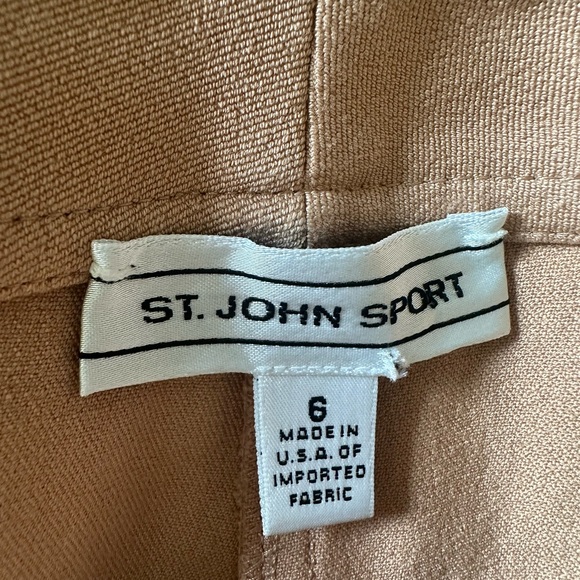 ST. JOHN SPORT
6
MADE IN
U.S.A. OF
IMPORTED
FABRIC